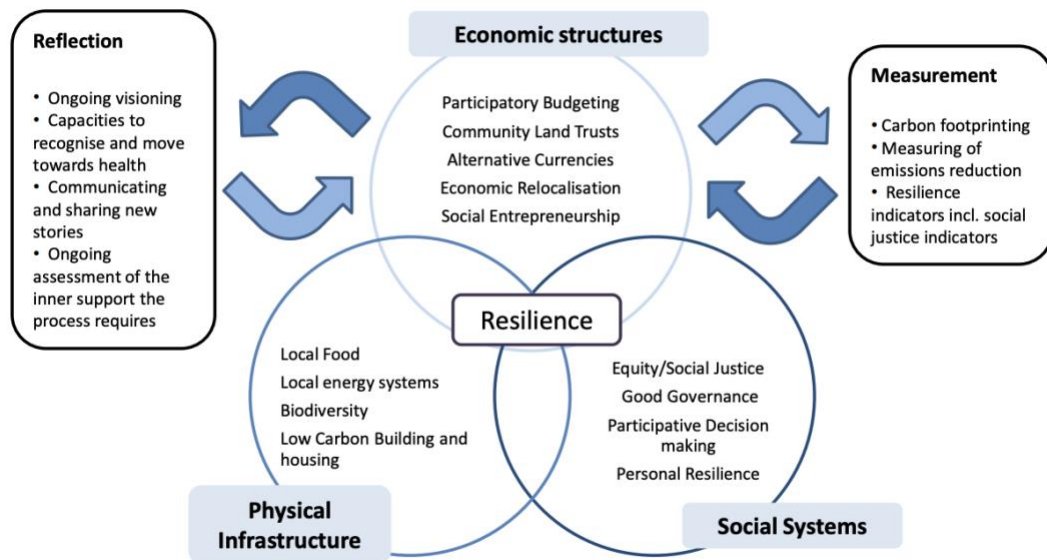 Reflection
• Ongoing visioning
• Capacities to
recognise and move
towards health
• Communicating
and sharing new
stories
• Ongoing
assessment of the
inner support the
process requires
Economic structures
Participatory Budgeting
Community Land Trusts
Alternative Currencies
Economic Relocalisation
Social Entrepreneurship
Measurement
• Carbon footprinting
• Measuring of
emissions reduction
• Resilience
indicators incl. social
justice indicators
Resilience
Local Food
Local energy systems
Biodiversity
Low Carbon Building and
housing
Physical
Infrastructure
Equity/Social Justice
Good Governance
Participative Decision
making
Personal Resilience
Social Systems